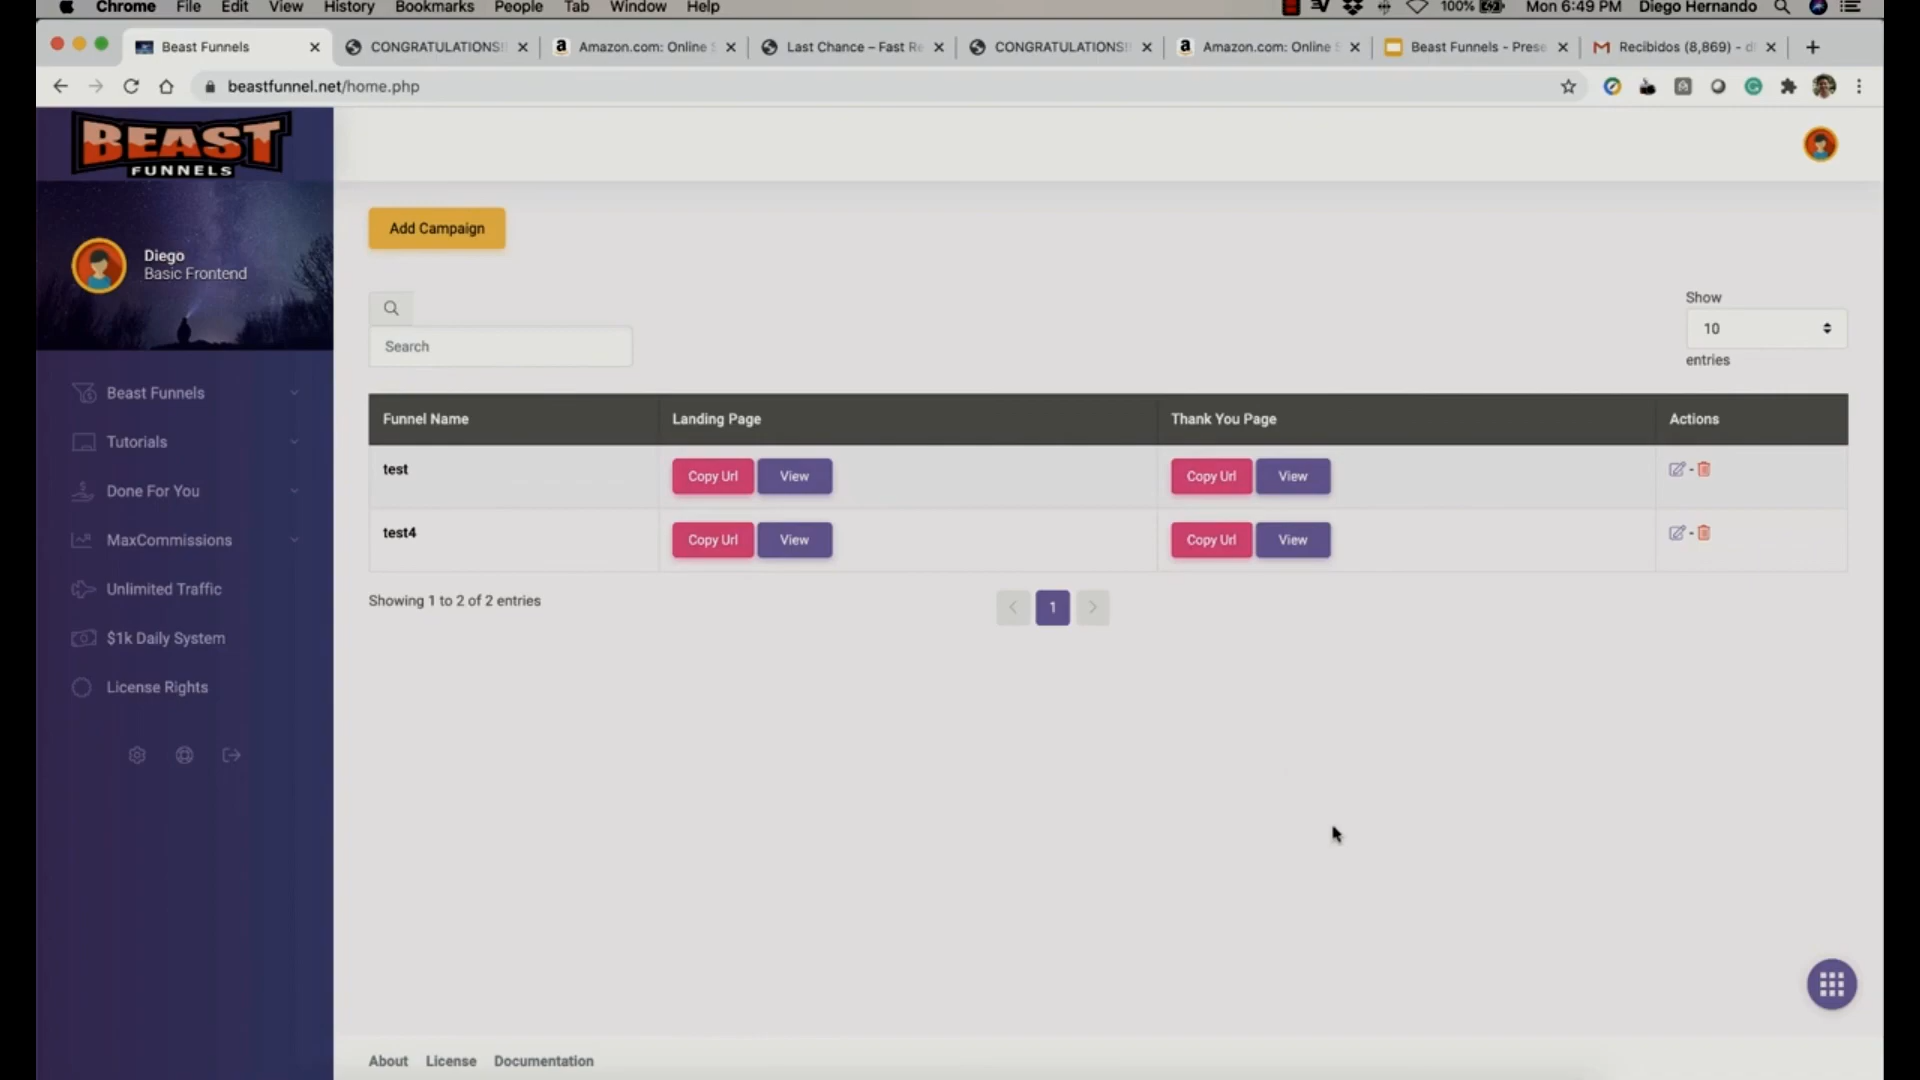 Chrome File Edit View History Bookmarks People Tab Window Help 100% Mon 6:49 PM Diego Hernando
Beast Funnels CONGRATULATIONS! Amazon.com: Online Last Chance – Fast Re CONGRATULATIONS! Amazon.com: Online Beast Funnels - Prese Recibidos (8,869) - d
beastfunnel.net/home.php
BEAST
FUNNELS
Add Campaign
Diego
Basic Frontend
Show
10
Search
entries
Beast Funnels
Funnel Name Landing Page Thank You Page Actions
Tutorials
test Copy Url View Copy Url View -
Done For You
test4 Copy Url View Copy Url View -
MaxCommissions
Unlimited Traffic
Showing 1 to 2 of 2 entries 1
$1k Daily System
License Rights
About License Documentation